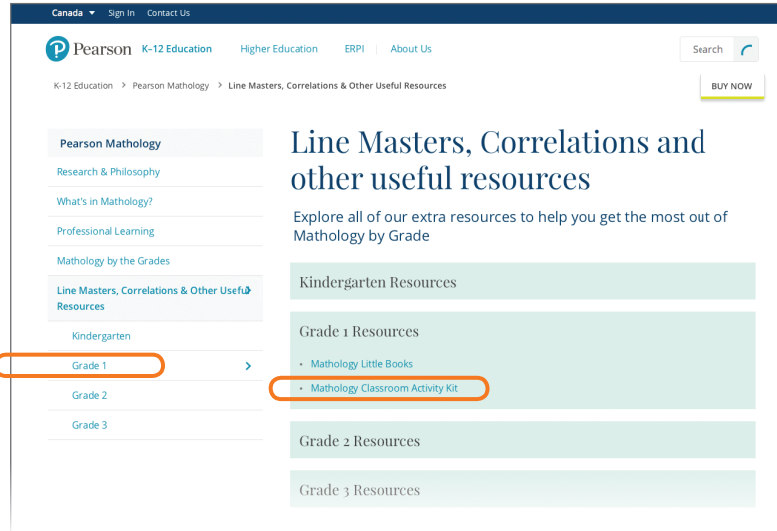 Canada Sign In Contact Us
Pearson K–12 Education Higher Education ERPI About Us Search
K-12 Education > Pearson Mathology > Line Masters, Correlations & Other Useful Resources BUY NOW
Pearson Mathology
Research & Philosophy
What's in Mathology?
Professional Learning
Mathology by the Grades
Line Masters, Correlations & Other Useful
Resources
Kindergarten
Grade 1
Grade 2
Grade 3
Line Masters, Correlations and
other useful resources
Explore all of our extra resources to help you get the most out of
Mathology by Grade
Kindergarten Resources
Grade 1 Resources
• Mathology Little Books
• Mathology Classroom Activity Kit
Grade 2 Resources
Grade 3 Resources